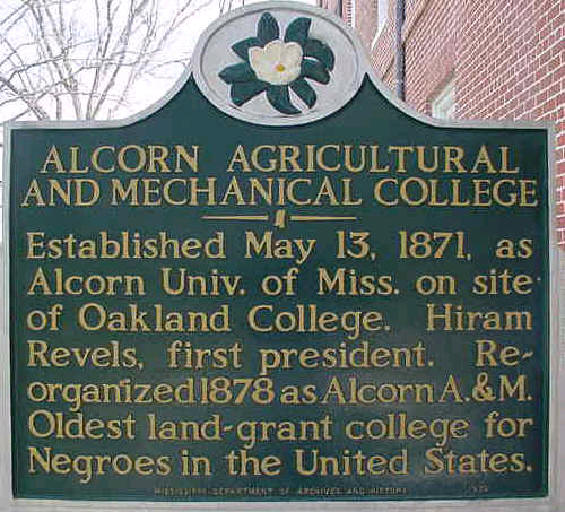 ALCORN AGRICULTURAL
AND MECHANICAL COLLEGE
Established May 13, 1871, as
Alcorn Univ. of Miss. on site
of Oakland College. Hiram
Revels, first president. Re-
organized 1878 as Alcorn A.&M.
Oldest land-grant college for
Negroes in the United States.
MISSISSIPPI DEPARTMENT OF ARCHIVES AND HISTORY